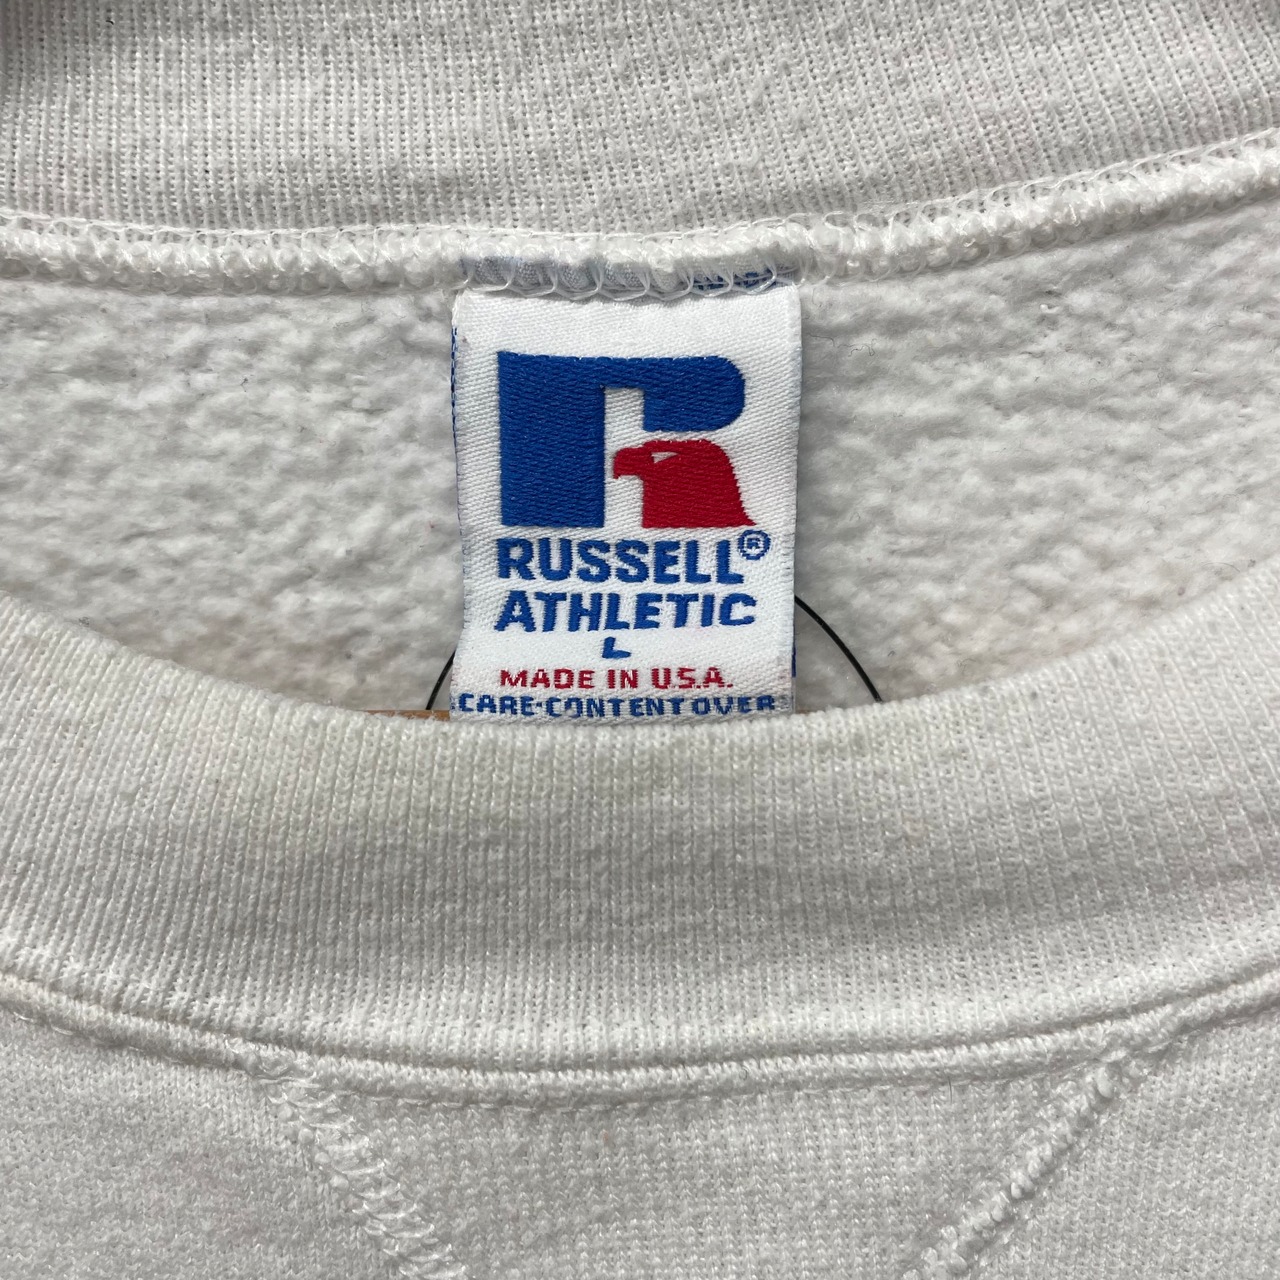 RUSSELL®
ATHLETIC
L
MADE IN U.S.A.
CARE·CONTENT OVER